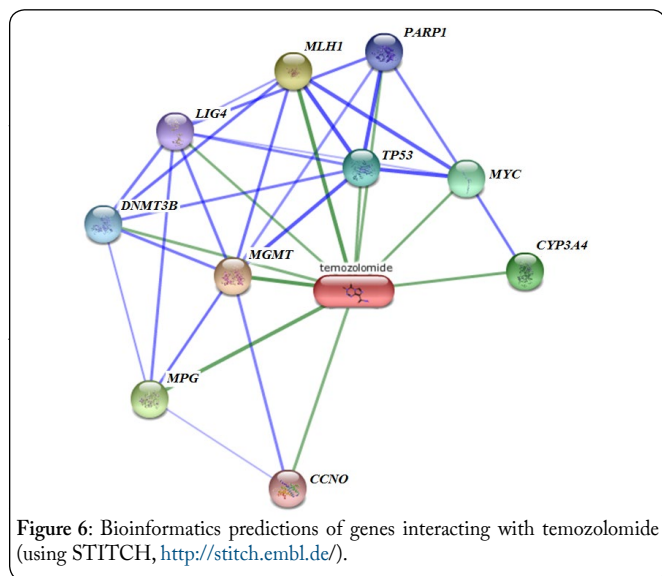 PARP1
MLH1
LIG4
TP53
MYC
DNMT3B
MGMT
CYP3A4
temozolomide
MPG
CCNO
Figure 6: Bioinformatics predictions of genes interacting with temozolomide
(using STITCH, http://stitch.embl.de/).